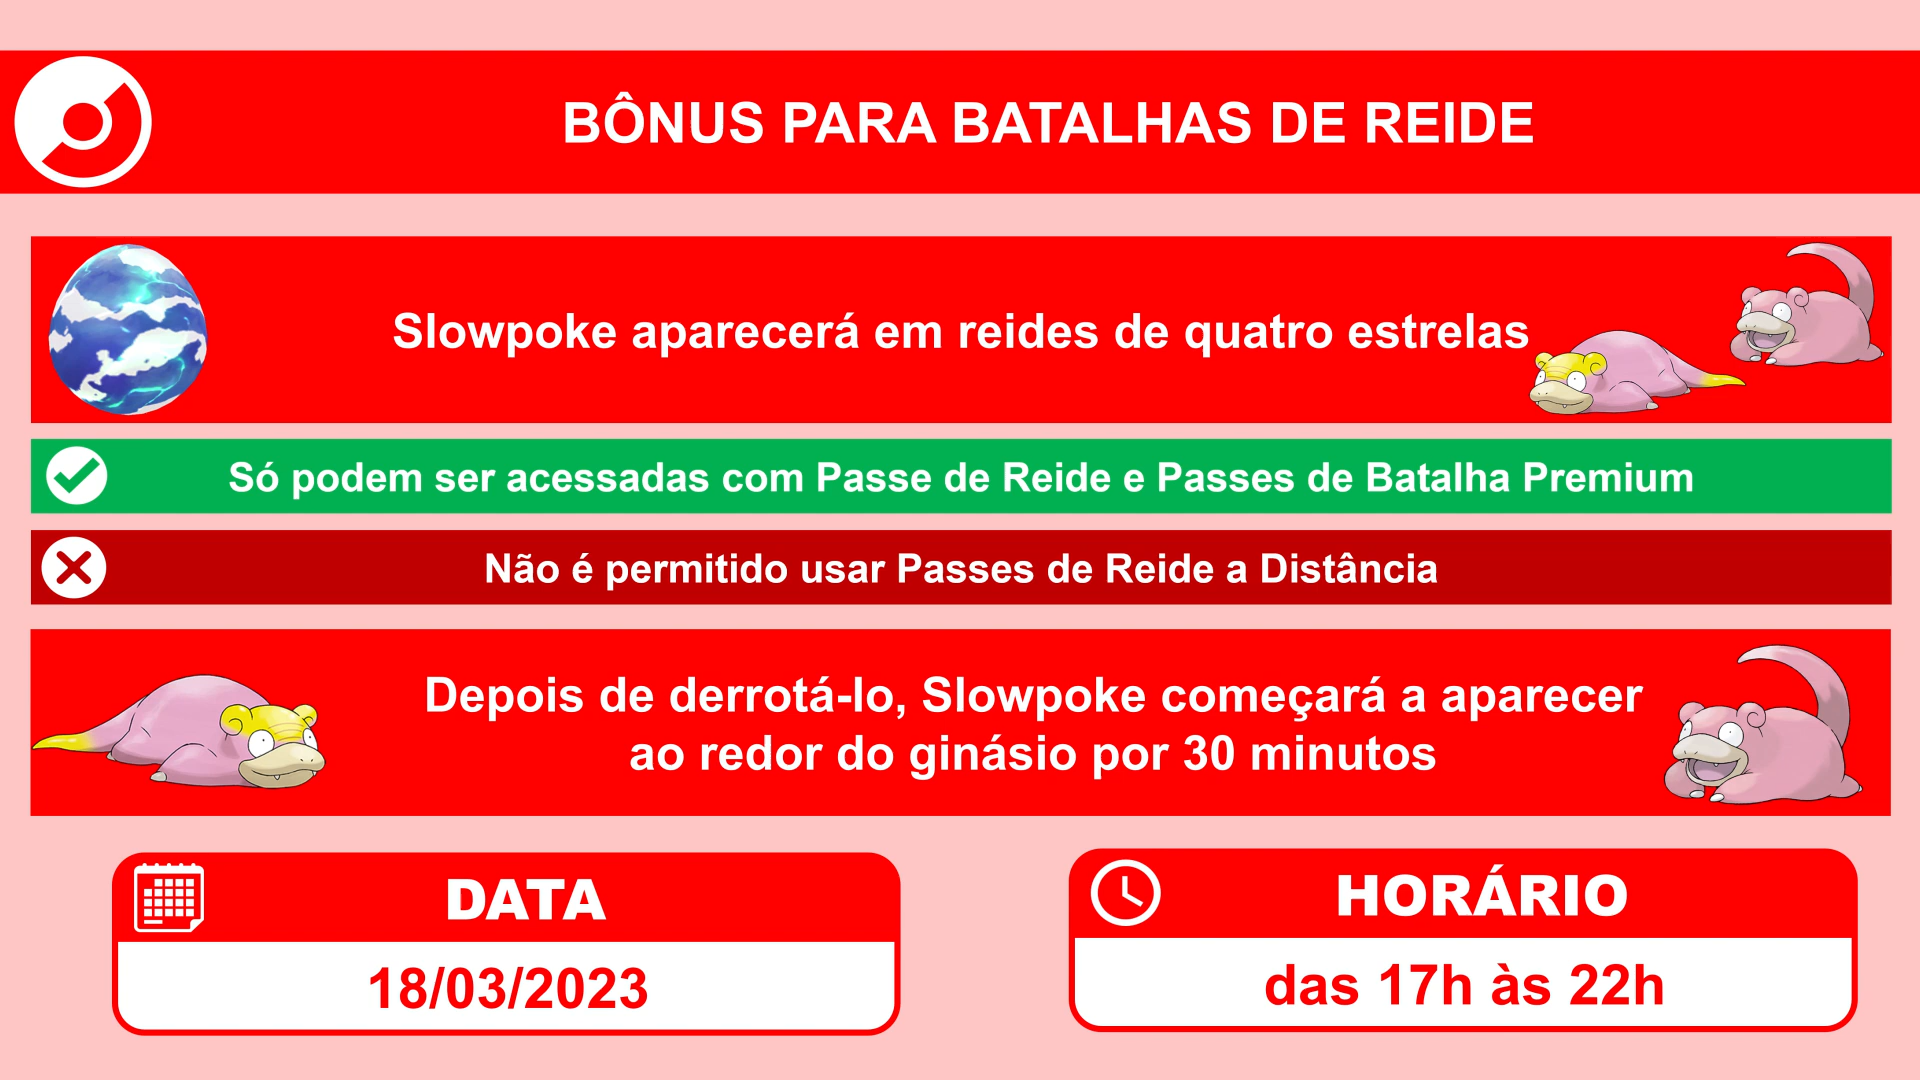 BÔNUS PARA BATALHAS DE REIDE
Slowpoke aparecerá em reides de quatro estrelas
Só podem ser acessadas com Passe de Reide e Passes de Batalha Premium
Não é permitido usar Passes de Reide a Distância
Depois de derrotá-lo, Slowpoke começará a aparecer
ao redor do ginásio por 30 minutos
DATA
18/03/2023
HORÁRIO
das 17h às 22h